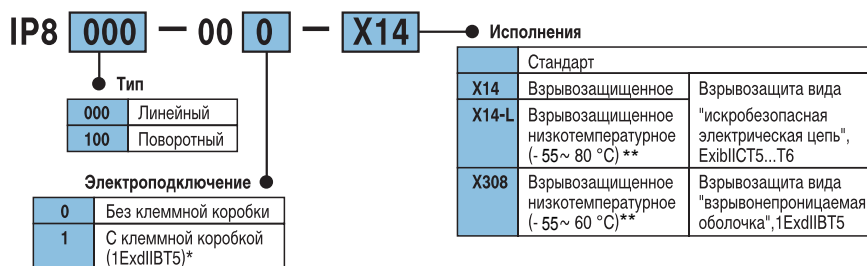 IP8 000 — 00 0 — X14
Исполнения
Стандарт
X14 Взрывозащищенное Взрывозащита вида
X14-L Взрывозащищенное "искробезопасная
низкотемпературное электрическая цепь",
(- 55~ 80 °C) ** ExibIICT5...T6
X308 Взрывозащищенное Взрывозащита вида
низкотемпературное "взрывонепроницаемая
(- 55~ 60 °C)** оболочка",1ExdIIBT5
Тип
000 Линейный
100 Поворотный
Электроподключение
0 Без клеммной коробки
1 С клеммной коробкой
(1ExdIIBT5)*